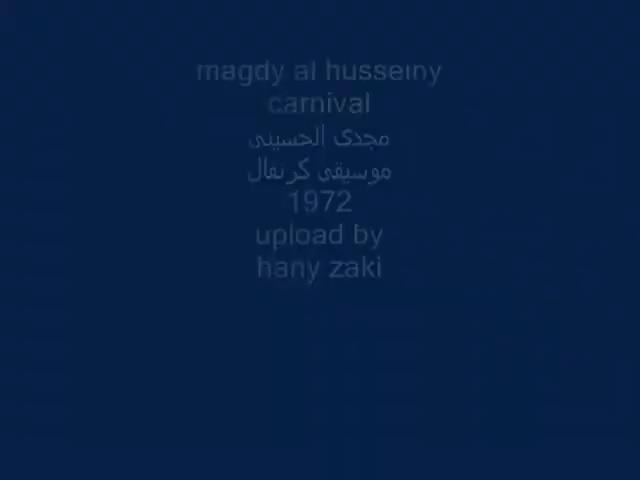 magdy al husseiny
carnival
مجدى الحسينى
موسيقى كرنفال
1972
upload by
hany zaki